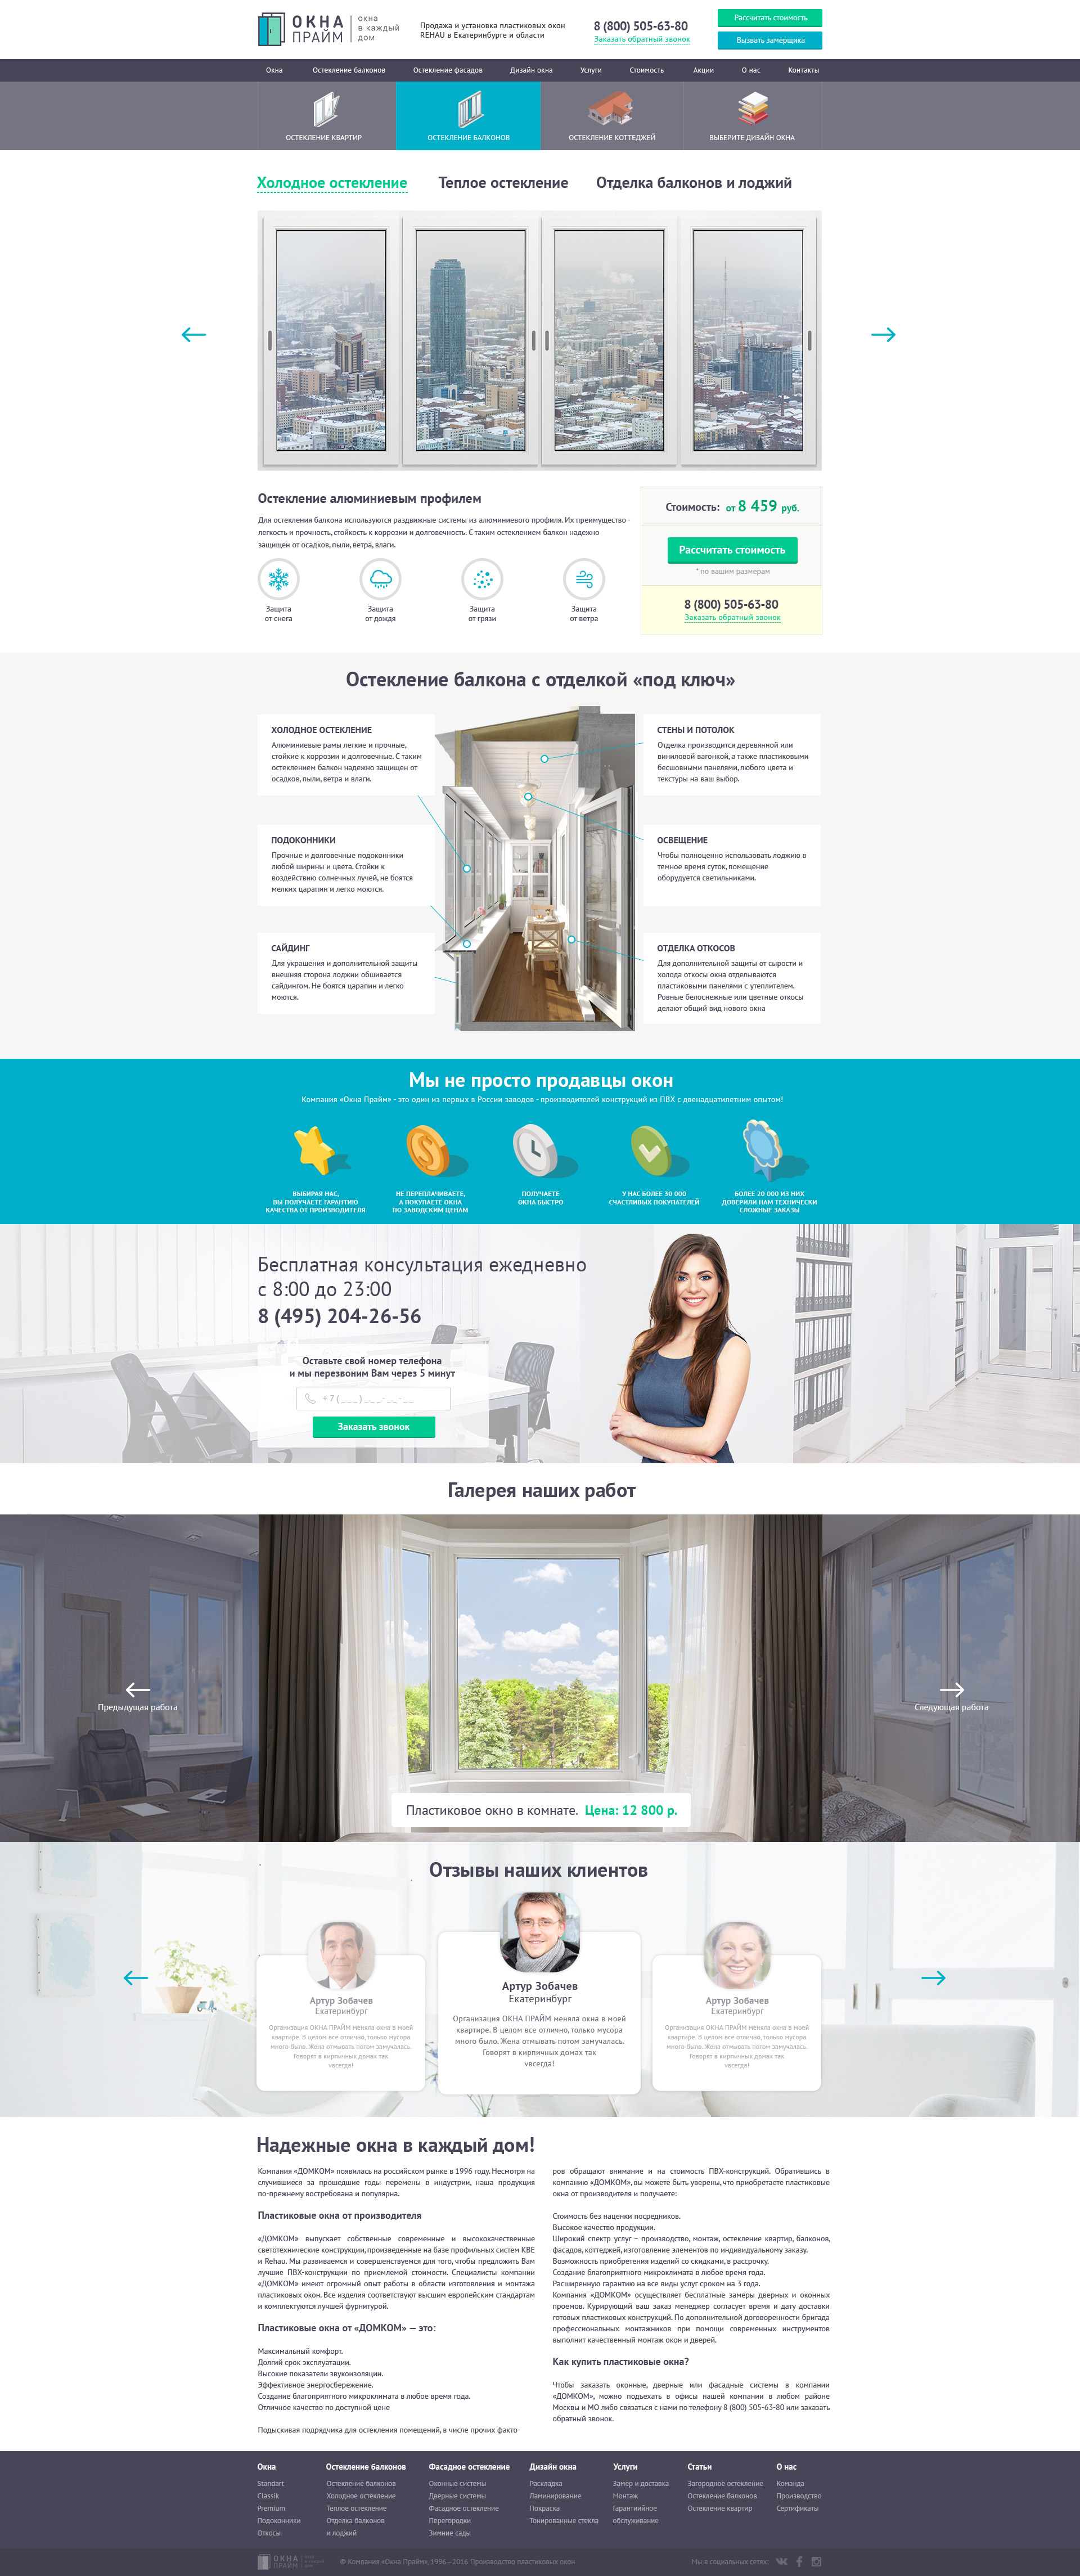 ОКНА
ПРАЙМ
окна
в каждый
дом
Продажа и установка пластиковых окон
REHAU в Екатеринбурге и области
8 (800) 505-63-80
Заказать обратный звонок
Рассчитать стоимость
Вызвать замерщика
Окна
Остекление балконов
Остекление фасадов
Дизайн окна
Услуги
Стоимость
Акции
О нас
Контакты
ОСТЕКЛЕНИЕ КВАРТИР
ОСТЕКЛЕНИЕ БАЛКОНОВ
ОСТЕКЛЕНИЕ КОТТЕДЖЕЙ
ВЫБЕРИТЕ ДИЗАЙН ОКНА
Холодное остекление
Теплое остекление
Отделка балконов и лоджий
Остекление алюминиевым профилем
Для остекления балкона используются раздвижные системы из алюминиевого профиля. Их преимущество -
легкость и прочность, стойкость к коррозии и долговечность. С таким остеклением балкон надежно
защищен от осадков, пыли, ветра, влаги.
Защита
от снега
Защита
от дождя
Защита
от грязи
Защита
от ветра
Стоимость: от 8 459 руб.
Рассчитать стоимость
* по вашим размерам
8 (800) 505-63-80
Заказать обратный звонок
Остекление балкона с отделкой «под ключ»
ХОЛОДНОЕ ОСТЕКЛЕНИЕ
Алюминиевые рамы легкие и прочные,
стойкие к коррозии и долговечные. С таким
остеклением балкон надежно защищен от
осадков, пыли, ветра и влаги.
ПОДОКОННИКИ
Прочные и долговечные подоконники
любой ширины и цвета. Стойки к
воздействию солнечных лучей, не боятся
мелких царапин и легко моются.
САЙДИНГ
Для украшения и дополнительной защиты
внешняя сторона лоджии обшивается
сайдингом. Не боятся царапин и легко
моются.
СТЕНЫ И ПОТОЛОК
Отделка производится деревянной или
виниловой вагонкой, а также пластиковыми
бесшовными панелями, любого цвета и
текстуры на ваш выбор.
ОСВЕЩЕНИЕ
Чтобы полноценно использовать лоджию в
темное время суток, помещение
оборудуется светильниками.
ОТДЕЛКА ОТКОСОВ
Для дополнительной защиты от сырости и
холода откосы окна отделываются
пластиковыми панелями с утеплителем.
Ровные белоснежные или цветные откосы
делают общий вид нового окна
Мы не просто продавцы окон
Компания «Окна Прайм» - это один из первых в России заводов - производителей конструкций из ПВХ с двенадцатилетним опытом!
ВЫБИРАЯ НАС,
ВЫ ПОЛУЧАЕТЕ ГАРАНТИЮ
КАЧЕСТВА ОТ ПРОИЗВОДИТЕЛЯ
НЕ ПЕРЕПЛАЧИВАЕТЕ,
А ПОКУПАЕТЕ ОКНА
ПО ЗАВОДСКИМ ЦЕНАМ
ПОЛУЧАЕТЕ
ОКНА БЫСТРО
У НАС БОЛЕЕ 30 000
СЧАСТЛИВЫХ ПОКУПАТЕЛЕЙ
БОЛЕЕ 20 000 ИЗ НИХ
ДОВЕРИЛИ НАМ ТЕХНИЧЕСКИ
СЛОЖНЫЕ ЗАКАЗЫ
Бесплатная консультация ежедневно
с 8:00 до 23:00
8 (495) 204-26-56
Оставьте свой номер телефона
и мы перезвоним Вам через 5 минут
+7(___)___-__-__
Заказать звонок
Галерея наших работ
Предыдущая работа
Следующая работа
Пластиковое окно в комнате. Цена: 12 800 р.
Отзывы наших клиентов
Артур Зобачев
Екатеринбург
Организация ОКНА ПРАЙМ меняла окна в моей
квартире. В целом все отлично, только мусора
много было. Жена отмывать потом замучалась.
Говорят в кирпичных домах так
увсегда!
Артур Зобачев
Екатеринбург
Организация ОКНА ПРАЙМ меняла окна в моей
квартире. В целом все отлично, только мусора
много было. Жена отмывать потом замучалась.
Говорят в кирпичных домах так
увсегда!
Артур Зобачев
Екатеринбург
Организация ОКНА ПРАЙМ меняла окна в моей
квартире. В целом все отлично, только мусора
много было. Жена отмывать потом замучалась.
Говорят в кирпичных домах так
увсегда!
Надежные окна в каждый дом!
Компания «ДОМКОМ» появилась на российском рынке в 1996 году. Несмотря на
случившиеся за прошедшие годы перемены в индустрии, наша продукция
по-прежнему востребована и популярна.
Пластиковые окна от производителя
«ДОМКОМ» выпускает собственные современные и высококачественные
светотехнические конструкции, произведенные на базе профильных систем KBE
и Rehau. Мы развиваемся и совершенствуемся для того, чтобы предложить Вам
лучшие ПВХ-конструкции по приемлемой стоимости. Специалисты компании
«ДОМКОМ» имеют огромный опыт работы в области изготовления и монтажа
пластиковых окон. Все изделия соответствуют высшим европейским стандартам
и комплектуются лучшей фурнитурой.
Пластиковые окна от «ДОМКОМ» — это:
Максимальный комфорт.
Долгий срок эксплуатации.
Высокие показатели звукоизоляции.
Эффективное энергосбережение.
Создание благоприятного микроклимата в любое время года.
Отличное качество по доступной цене
Подыскивая подрядчика для остекления помещений, в числе прочих факто-
ров обращают внимание и на стоимость ПВХ-конструкций. Обратившись в
компанию «ДОМКОМ», вы можете быть уверены, что приобретаете пластиковые
окна от производителя и получаете:
Стоимость без наценки посредников.
Высокое качество продукции.
Широкий спектр услуг – производство, монтаж, остекление квартир, балконов,
фасадов, коттеджей, изготовление элементов по индивидуальному заказу.
Возможность приобретения изделий со скидками, в рассрочку.
Создание благоприятного микроклимата в любое время года.
Расширенную гарантию на все виды услуг сроком на 3 года.
Компания «ДОМКОМ» осуществляет бесплатные замеры дверных и оконных
проемов. Курирующий ваш заказ менеджер согласует время и дату доставки
готовых пластиковых конструкций. По дополнительной договоренности бригада
профессиональных монтажников при помощи современных инструментов
выполнит качественный монтаж окон и дверей.
Как купить пластиковые окна?
Чтобы заказать оконные, дверные или фасадные системы в компании
«ДОМКОМ», можно подъехать в офисы нашей компании в любом районе
Москвы и МО либо связаться с нами по телефону 8 (800) 505-63-80 или заказать
обратный звонок.
Окна
Standart
Classik
Premium
Подоконники
Откосы
Остекление балконов
Остекление балконов
Холодное остекление
Теплое остекление
Отделка балконов
и лоджий
Фасадное остекление
Оконные системы
Дверные системы
Фасадное остекление
Перегородки
Зимние сады
Дизайн окна
Раскладка
Ламинирование
Покраска
Тонированные стекла
Услуги
Замер и доставка
Монтаж
Гарантийнойе
обслуживание
Статьи
Загородное остекление
Остекление балконов
Остекление квартир
О нас
Команда
Производство
Сертификаты
ОКНА
ПРАЙМ
© Компания «Окна Прайм», 1996 – 2016 Производство пластиковых окон
Мы в социальных сетях: